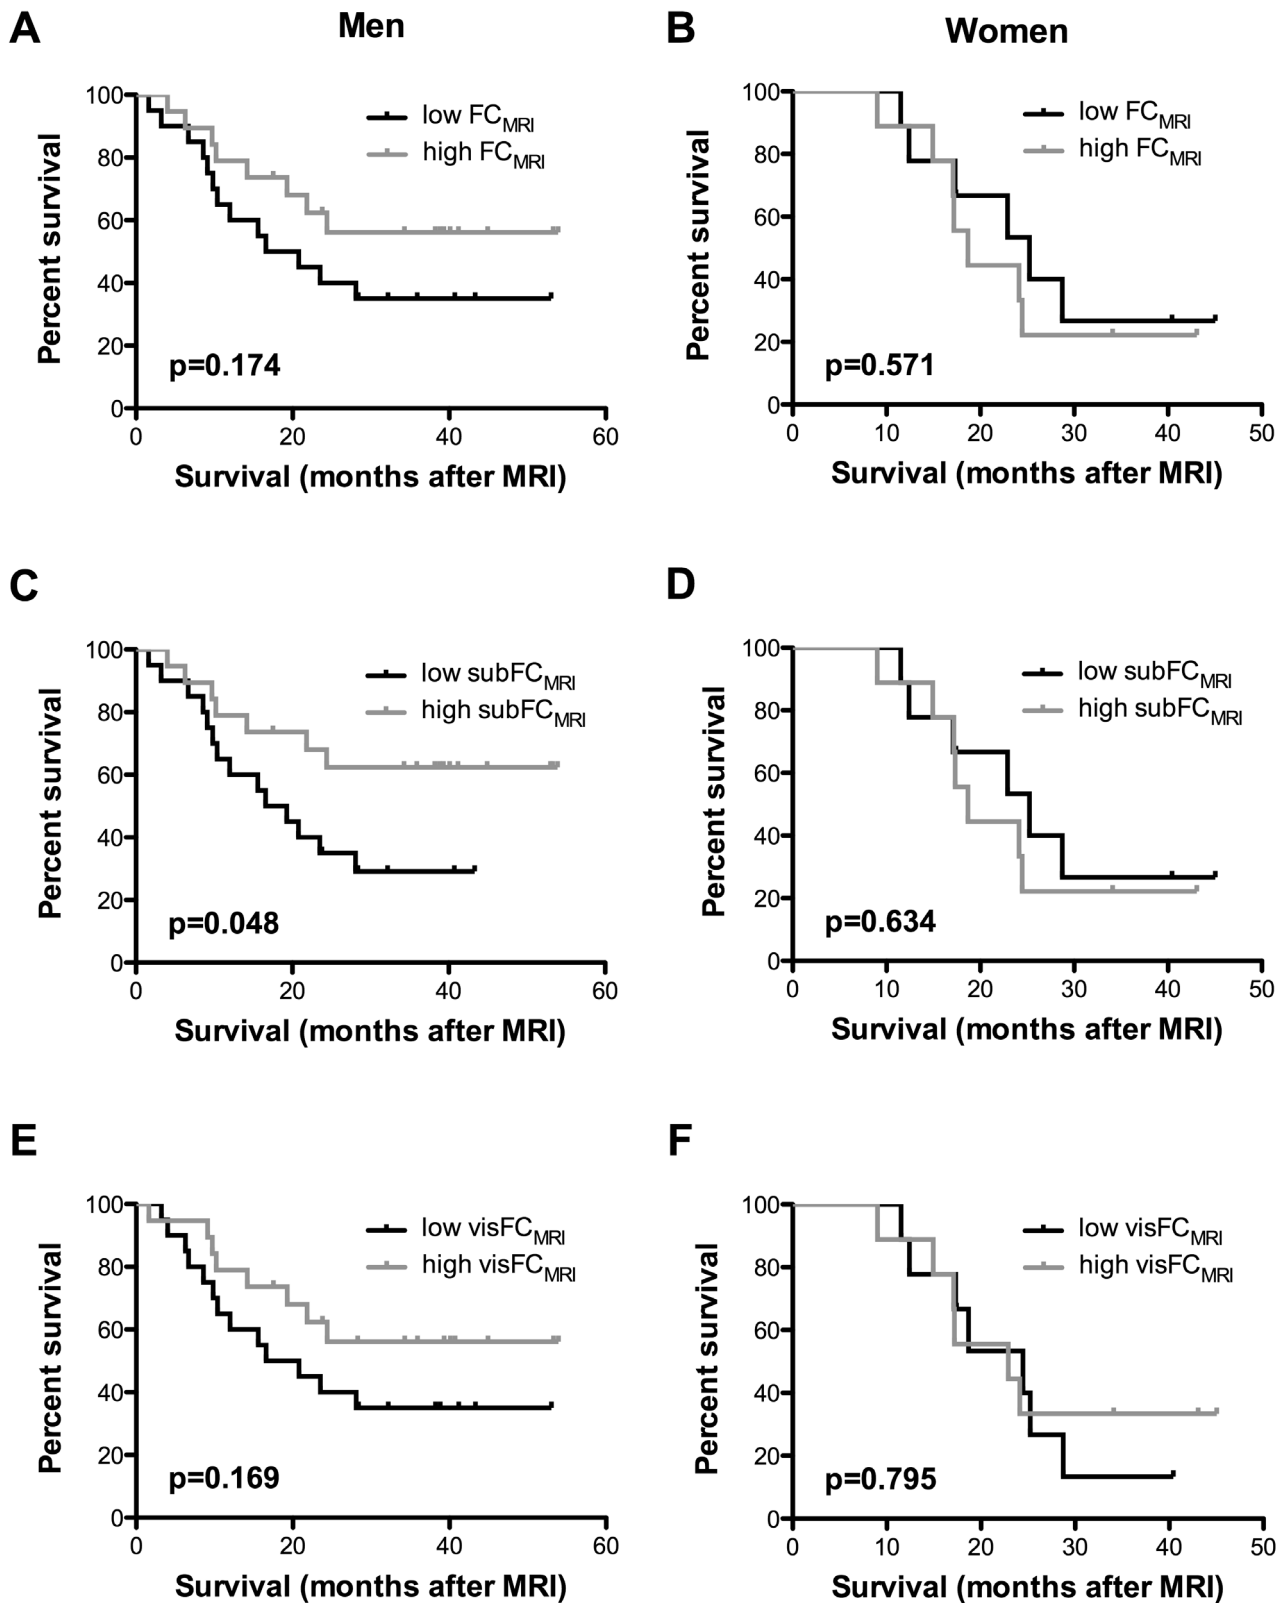 A
Men
B
Women
Percent survival
100
80
60
40
20
0
low FCMRI
high FCMRI
p=0.174
0 20 40 60
Survival (months after MRI)
Percent survival
100
80
60
40
20
0
low FCMRI
high FCMRI
p=0.571
0 10 20 30 40 50
Survival (months after MRI)
C
D
Percent survival
100
80
60
40
20
0
low subFCMRI
high subFCMRI
p=0.048
0 20 40 60
Survival (months after MRI)
Percent survival
100
80
60
40
20
0
low subFCMRI
high subFCMRI
p=0.634
0 10 20 30 40 50
Survival (months after MRI)
E
F
Percent survival
100
80
60
40
20
0
low visFCMRI
high visFCMRI
p=0.169
0 20 40 60
Survival (months after MRI)
Percent survival
100
80
60
40
20
0
low visFCMRI
high visFCMRI
p=0.795
0 10 20 30 40 50
Survival (months after MRI)